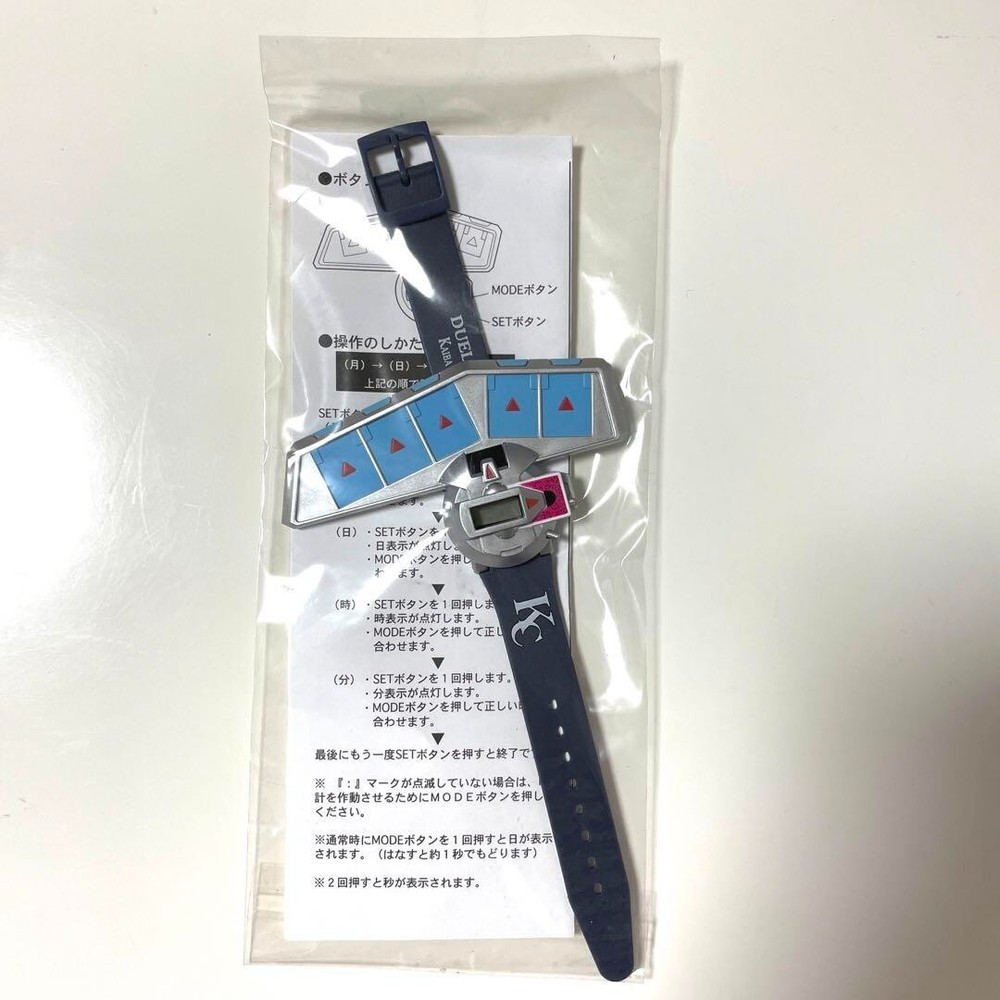 ●ボタ
MODEボタン
SETボタン
DUEL
KAIBA
●操作のしかた
（月）→（日）→
上記の順で
SETボタ
ます。
（日）・SETボタンを
・日表示が点灯し
・MODEボタンを押し
わせます。
▼
（時）・SETボタンを１回押しま
・時表示が点灯します。
・MODEボタンを押して正し
合わせます。
▼
（分）・SETボタンを１回押します。
・分表示が点灯します。
・MODEボタンを押して正しい
合わせます。
▼
最後にもう一度SETボタンを押すと終了で
※『：』マークが点滅していない場合は、
計を作動させるためにＭＯＤＥボタンを押し
ください。
※通常時にMODEボタンを１回押すと日が表示
されます。（はなすと約１秒でもどります）
※２回押すと秒が表示されます。
KC